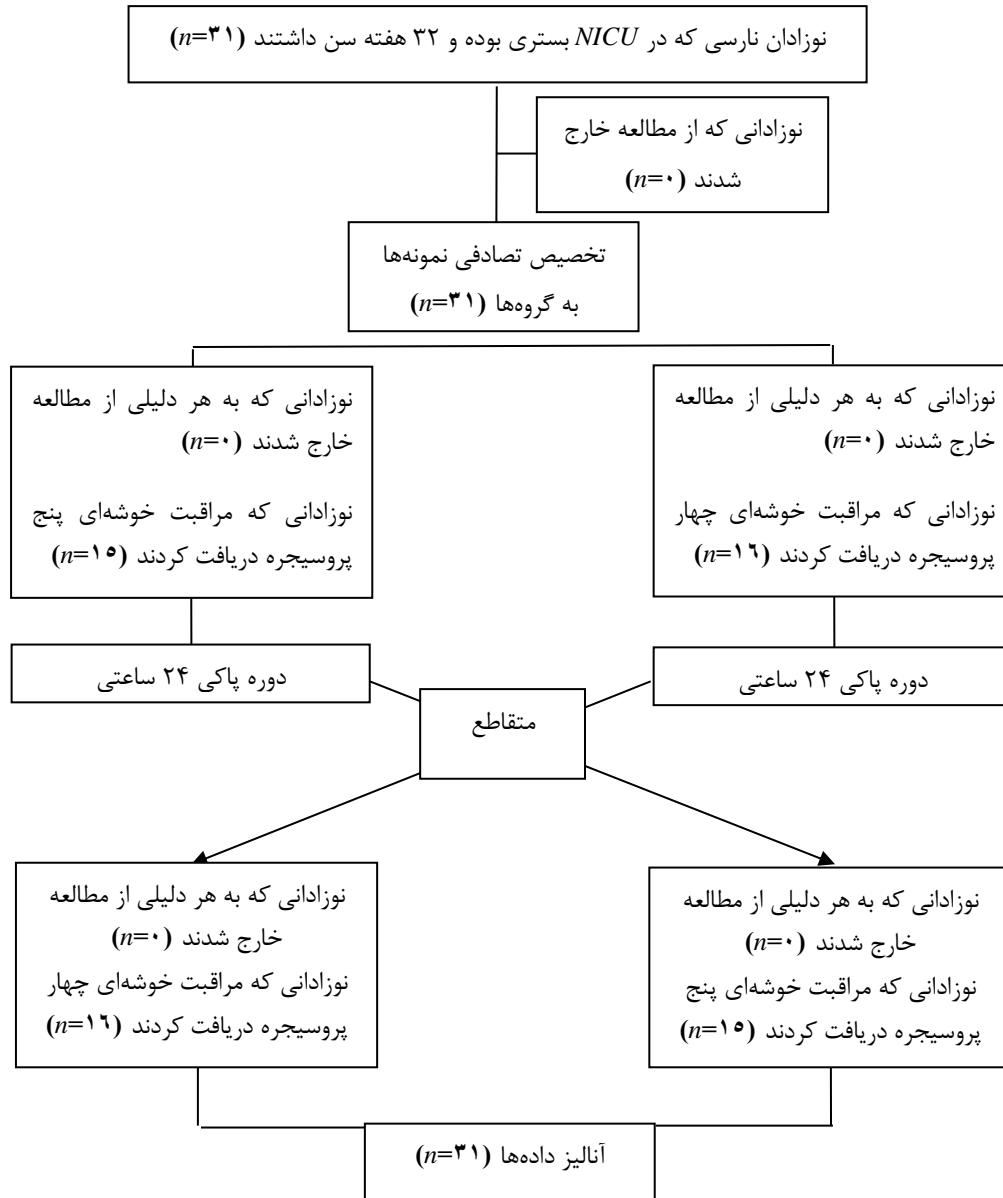 نوزادان نارسی که در NICU بستری بوده و ۳۲ هفته سن داشتند (n=۳۱)
نوزادانی که از مطالعه خارج
شدند (n=۰)
تخصیص تصادفی نمونه‌ها
به گروه‌ها (n=۳۱)
نوزادانی که به هر دلیلی از مطالعه
خارج شدند (n=۰)
نوزادانی که مراقبت خوشه‌ای چهار
پروسیجره دریافت کردند (n=۱۶)
نوزادانی که به هر دلیلی از مطالعه
خارج شدند (n=۰)
نوزادانی که مراقبت خوشه‌ای پنج
پروسیجره دریافت کردند (n=۱۵)
دوره پاکی ۲۴ ساعتی
دوره پاکی ۲۴ ساعتی
متقاطع
نوزادانی که به هر دلیلی از مطالعه
خارج شدند (n=۰)
نوزادانی که مراقبت خوشه‌ای پنج
پروسیجره دریافت کردند (n=۱۵)
نوزادانی که به هر دلیلی از مطالعه
خارج شدند (n=۰)
نوزادانی که مراقبت خوشه‌ای چهار
پروسیجره دریافت کردند (n=۱۶)
آنالیز داده‌ها (n=۳۱)